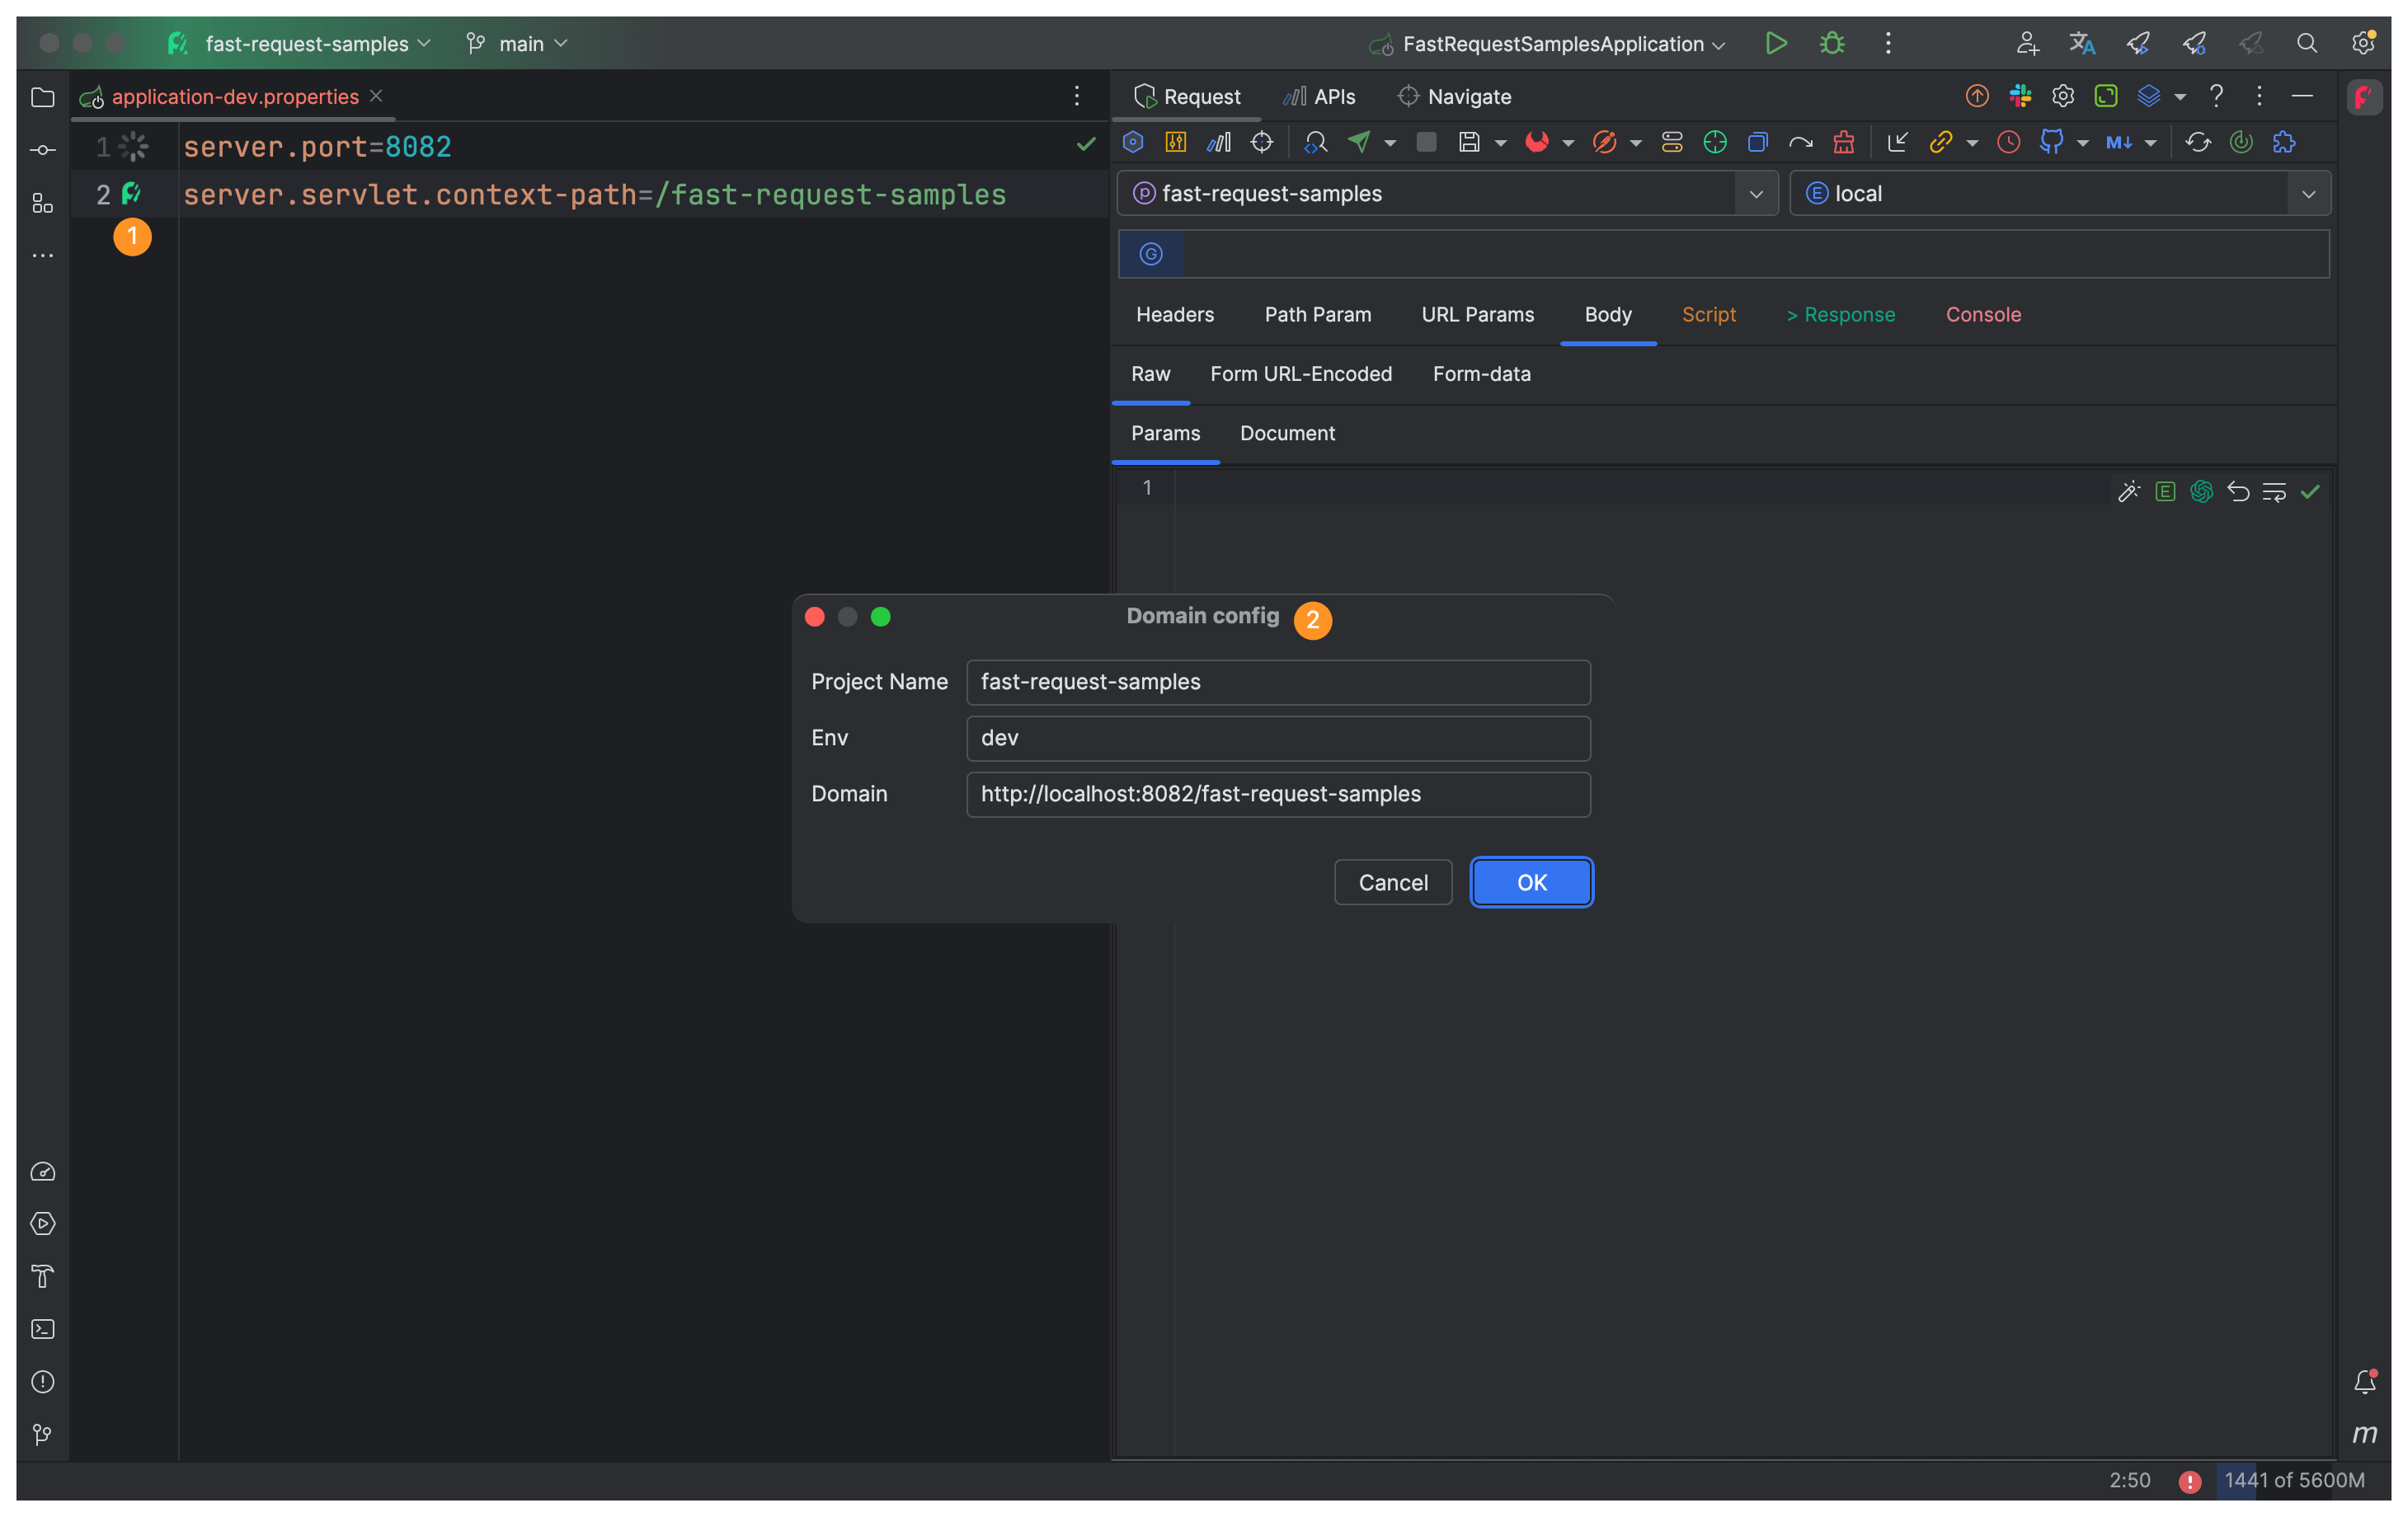 fast-request-samples main FastRequestSamplesApplication
application-dev.properties
1 server.port=8082
2 server.servlet.context-path=/fast-request-samples
1
Request APIs Navigate
M↓
P fast-request-samples E local
G
Headers Path Param URL Params Body Script > Response Console
Raw Form URL-Encoded Form-data
Params Document
1
E
Domain config 2
Project Name fast-request-samples
Env dev
Domain http://localhost:8082/fast-request-samples
Cancel OK
m
2:50 1441 of 5600M